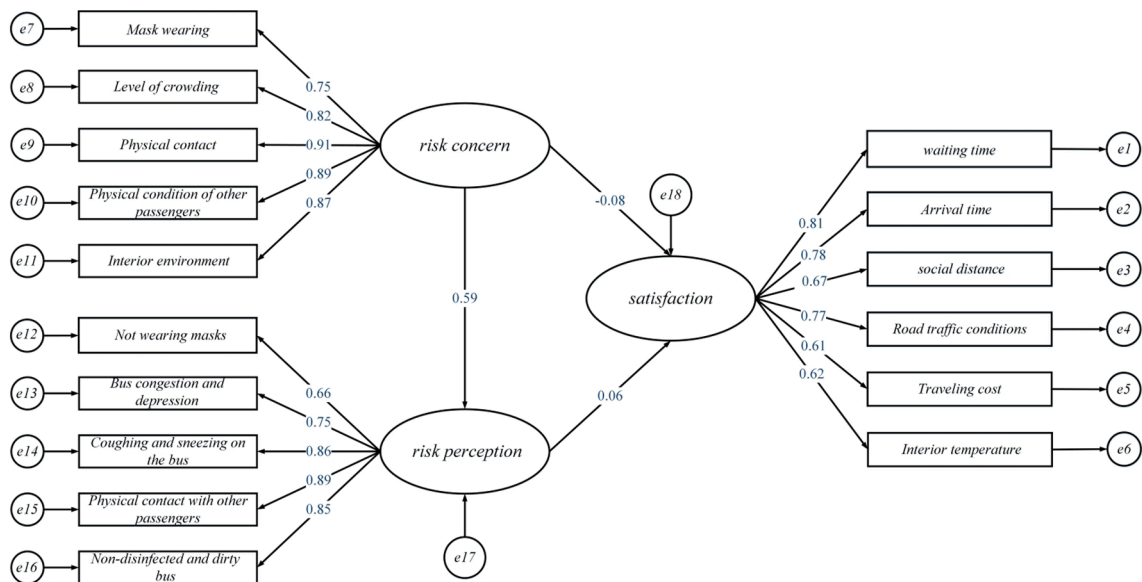 e7
Mask wearing
e8
Level of crowding
e9
Physical contact
e10
Physical condition of other
passengers
e11
Interior environment
0.75
0.82
0.91
0.89
0.87
risk concern
e12
Not wearing masks
e13
Bus congestion and
depression
e14
Coughing and sneezing on
the bus
e15
Physical contact with other
passengers
e16
Non-disinfected and dirty
bus
0.66
0.75
0.86
0.89
0.85
risk perception
e17
0.59
-0.08
0.06
e18
satisfaction
0.81
0.78
0.67
0.77
0.61
0.62
waiting time
e1
Arrival time
e2
social distance
e3
Road traffic conditions
e4
Traveling cost
e5
Interior temperature
e6